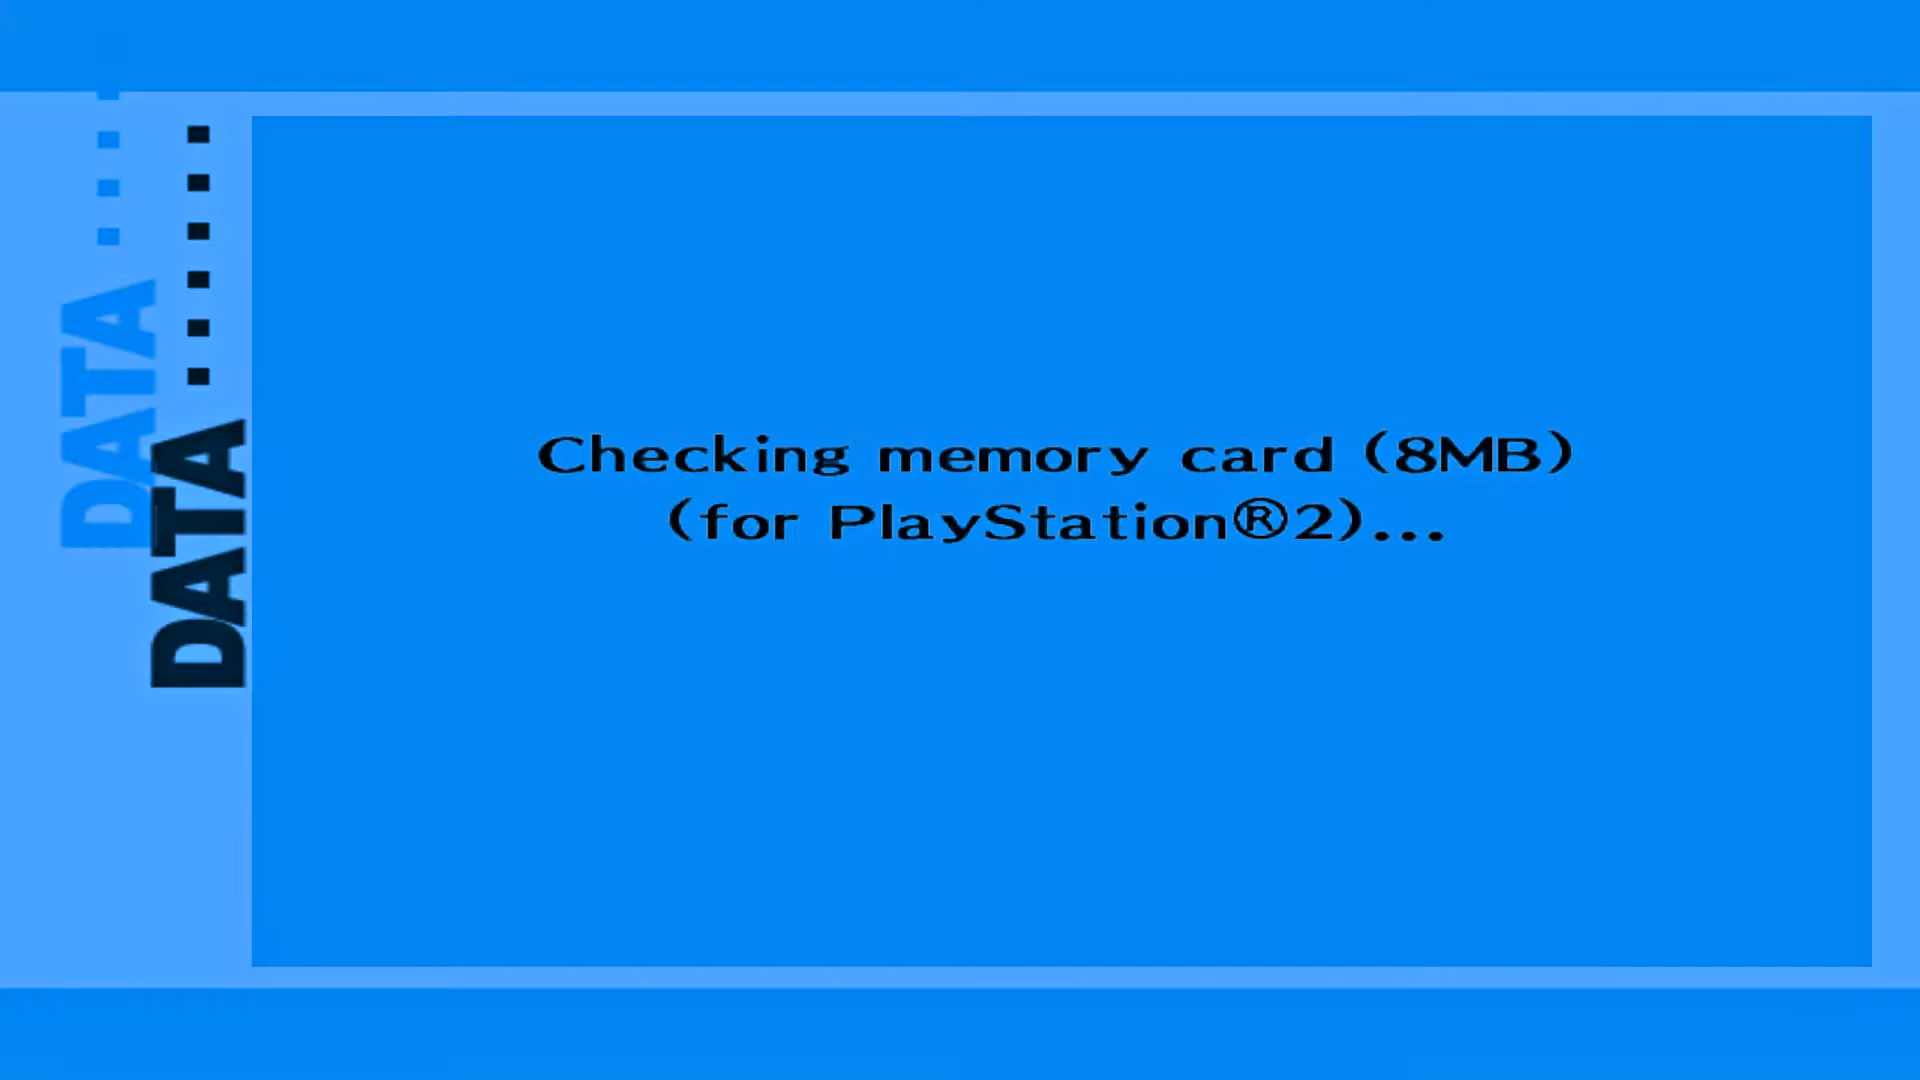 DATA......
DATA....
Checking memory card (8MB)
(for PlayStation®2)...